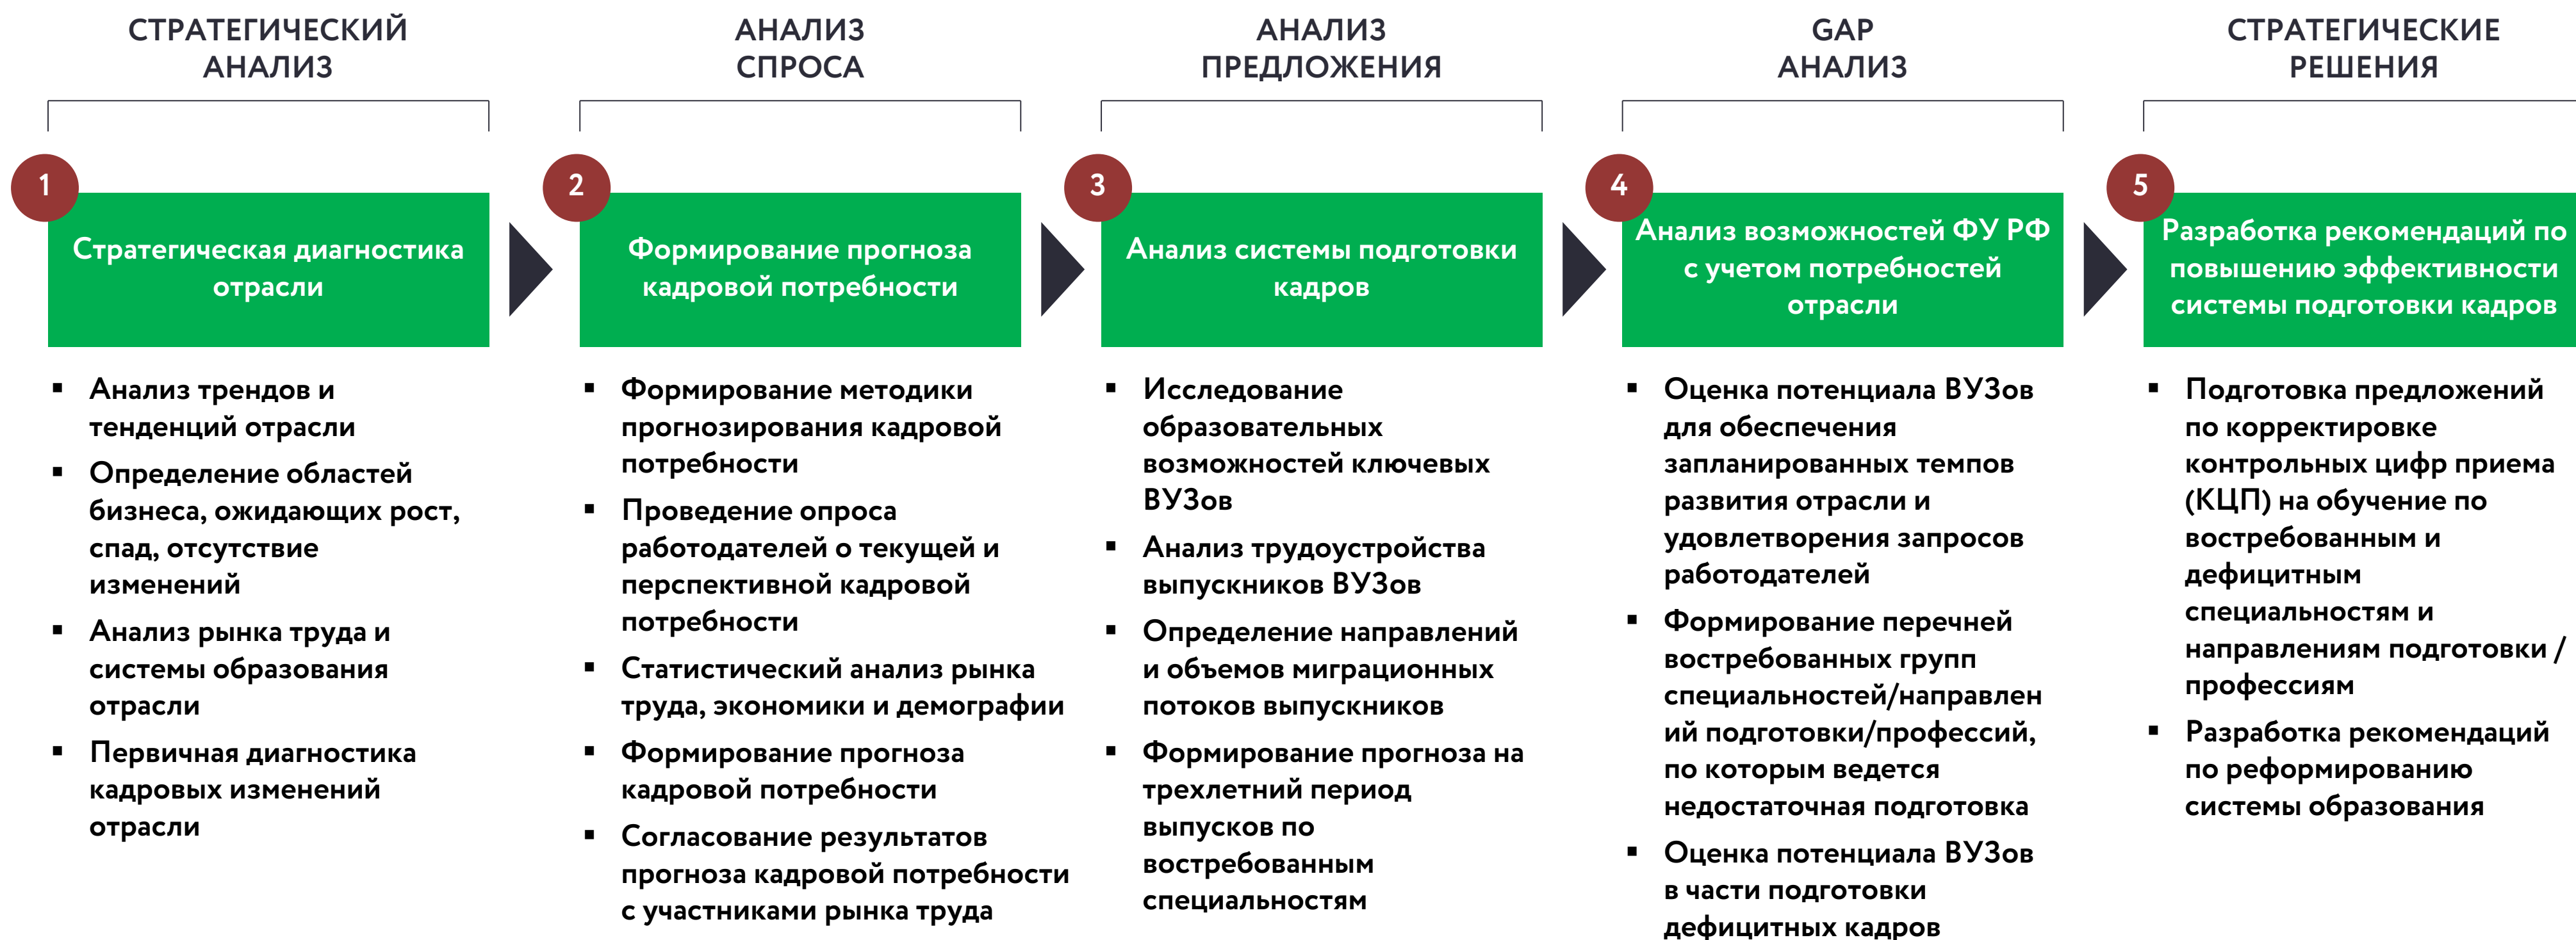 СТРАТЕГИЧЕСКИЙ
АНАЛИЗ
1
Стратегическая диагностика
отрасли
▪ Анализ трендов и
тенденций отрасли
▪ Определение областей
бизнеса, ожидающих рост,
спад, отсутствие
изменений
▪ Анализ рынка труда и
системы образования
отрасли
▪ Первичная диагностика
кадровых изменений
отрасли
АНАЛИЗ
СПРОСА
2
Формирование прогноза
кадровой потребности
▪ Формирование методики
прогнозирования кадровой
потребности
▪ Проведение опроса
работодателей о текущей и
перспективной кадровой
потребности
▪ Статистический анализ рынка
труда, экономики и демографии
▪ Формирование прогноза
кадровой потребности
▪ Согласование результатов
прогноза кадровой потребности
с участниками рынка труда
АНАЛИЗ
ПРЕДЛОЖЕНИЯ
3
Анализ системы подготовки
кадров
▪ Исследование
образовательных
возможностей ключевых
ВУЗов
▪ Анализ трудоустройства
выпускников ВУЗов
▪ Определение направлений
и объемов миграционных
потоков выпускников
▪ Формирование прогноза на
трехлетний период
выпусков по
востребованным
специальностям
GAP
АНАЛИЗ
4
Анализ возможностей ФУ РФ
с учетом потребностей
отрасли
▪ Оценка потенциала ВУЗов
для обеспечения
запланированных темпов
развития отрасли и
удовлетворения запросов
работодателей
▪ Формирование перечней
востребованных групп
специальностей/направлен
ий подготовки/профессий,
по которым ведется
недостаточная подготовка
▪ Оценка потенциала ВУЗов
в части подготовки
дефицитных кадров
СТРАТЕГИЧЕСКИЕ
РЕШЕНИЯ
5
Разработка рекомендаций по
повышению эффективности
системы подготовки кадров
▪ Подготовка предложений
по корректировке
контрольных цифр приема
(КЦП) на обучение по
востребованным и
дефицитным
специальностям и
направлениям подготовки /
профессиям
▪ Разработка рекомендаций
по реформированию
системы образования